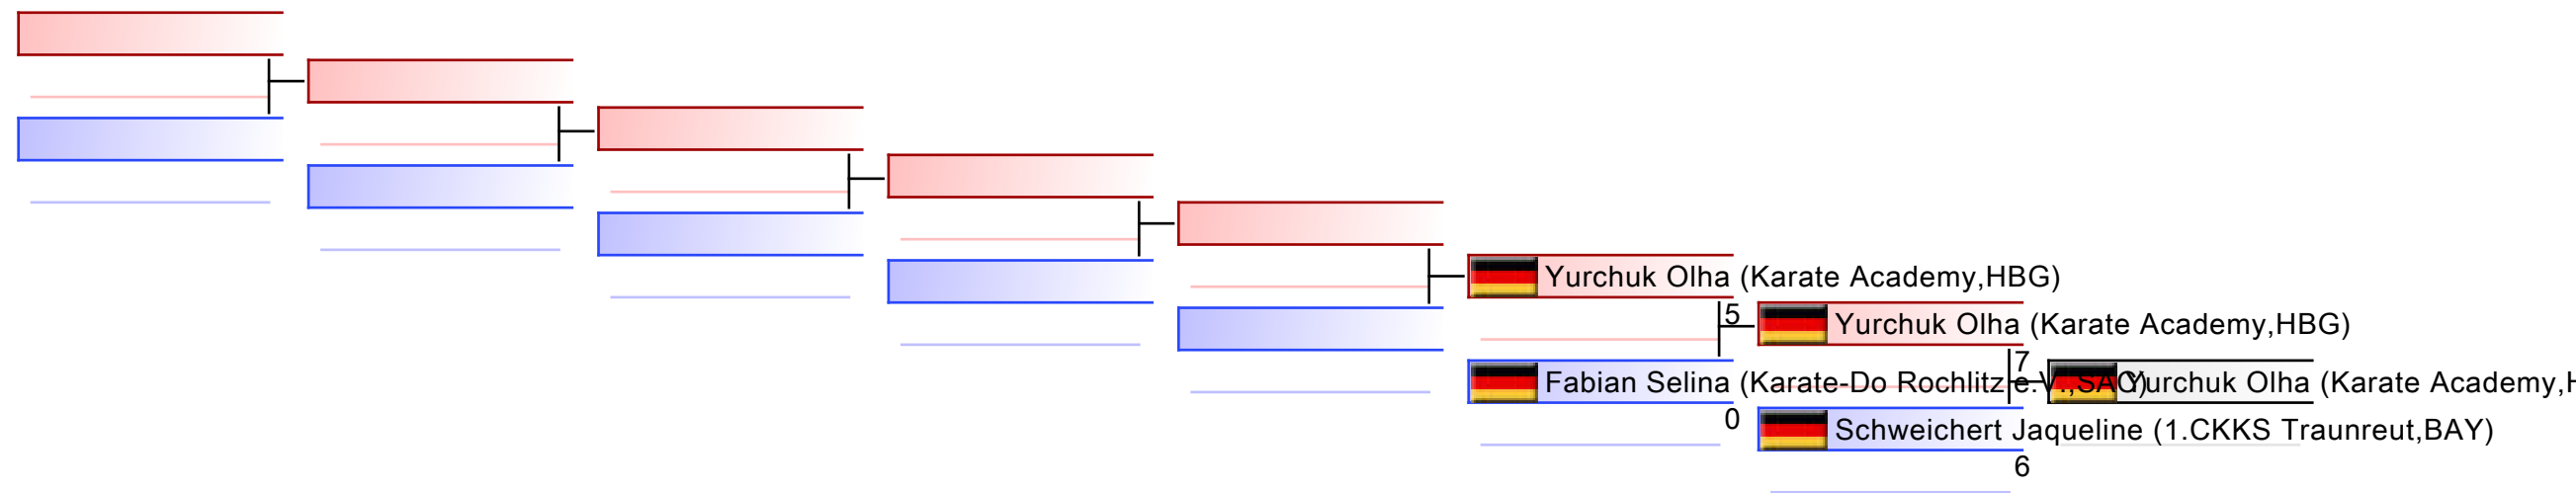 Yurchuk Olha (Karate Academy,HBG)
5
Yurchuk Olha (Karate Academy,HBG)
7
Fabian Selina (Karate-Do Rochlitz e.V.,SAC)
Yurchuk Olha (Karate Academy,H
0
Schweichert Jaqueline (1.CKKS Traunreut,BAY)
6